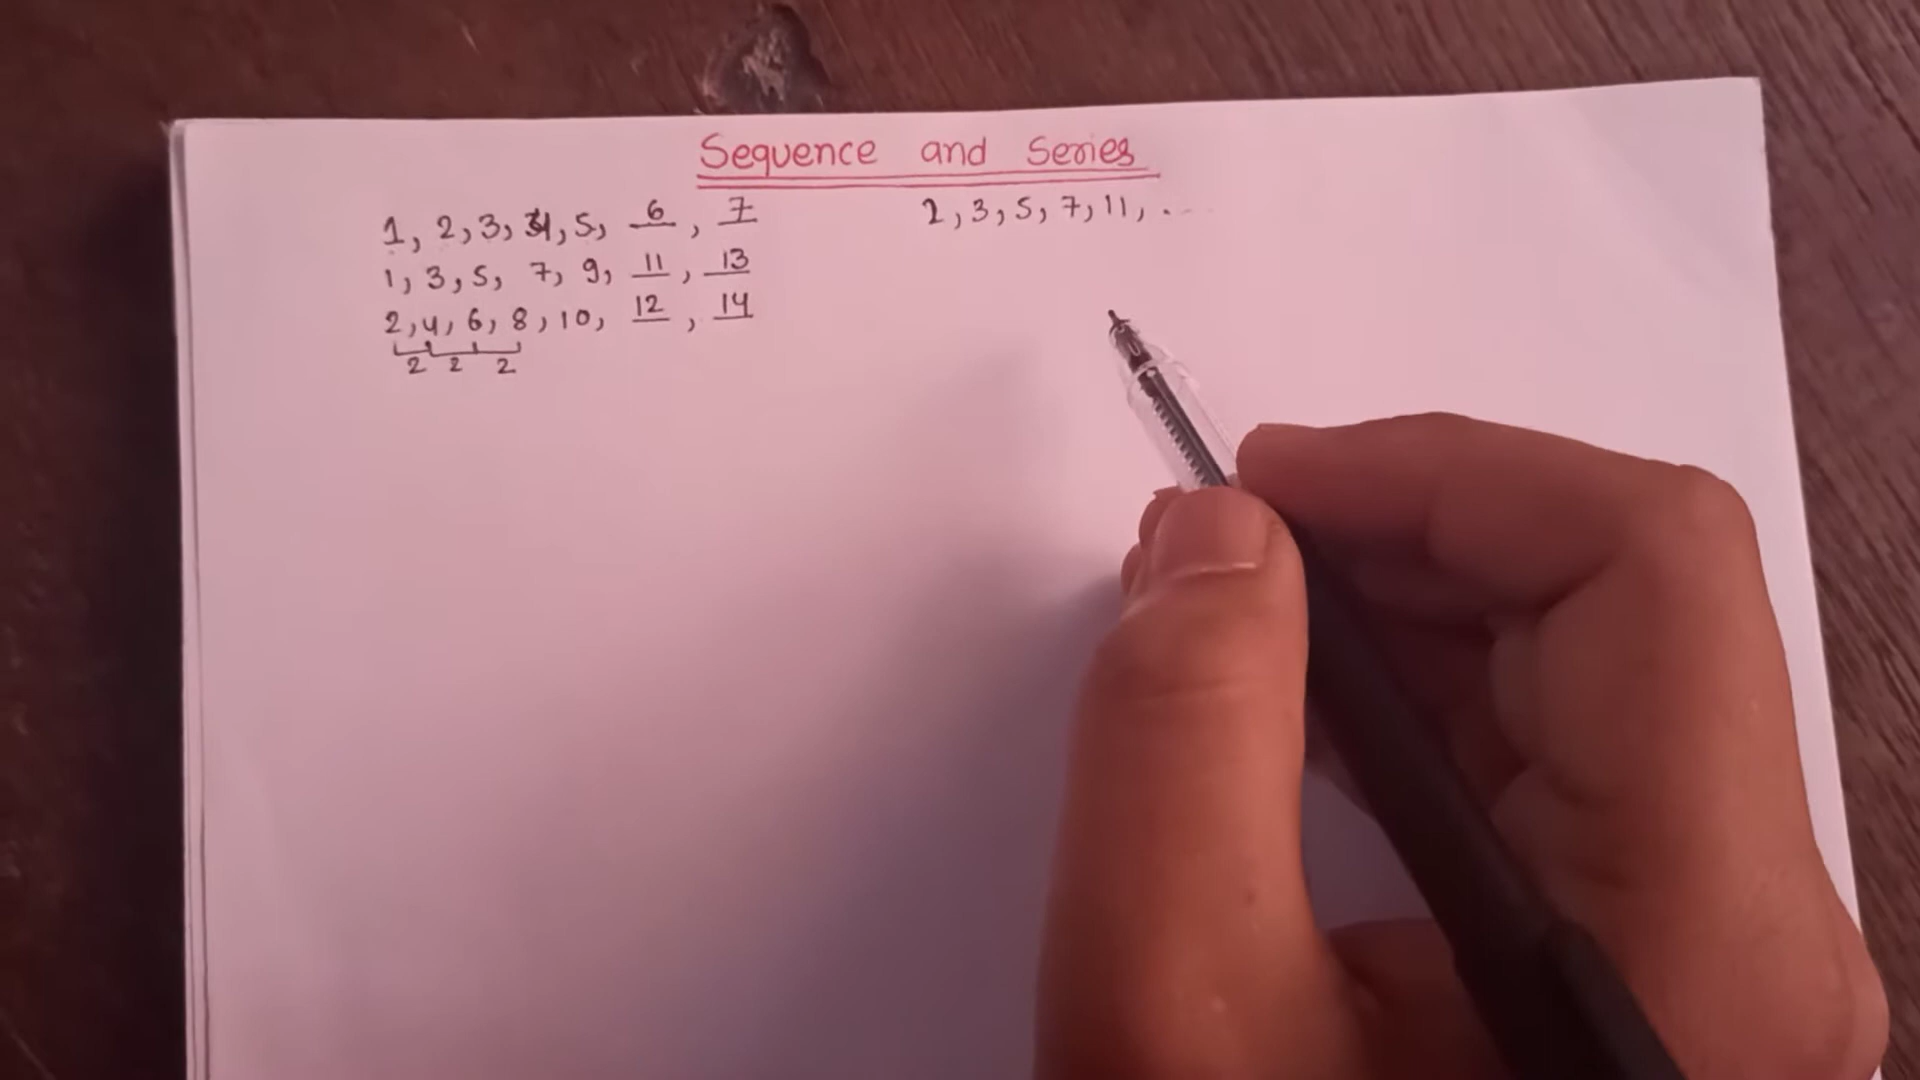 Sequence and Series
1, 2, 3, 4, 5, 6, 7
1, 3, 5, 7, 9, 11, 13
2, 4, 6, 8, 10, 12, 14
2 2 2
2, 3, 5, 7, 11, ....